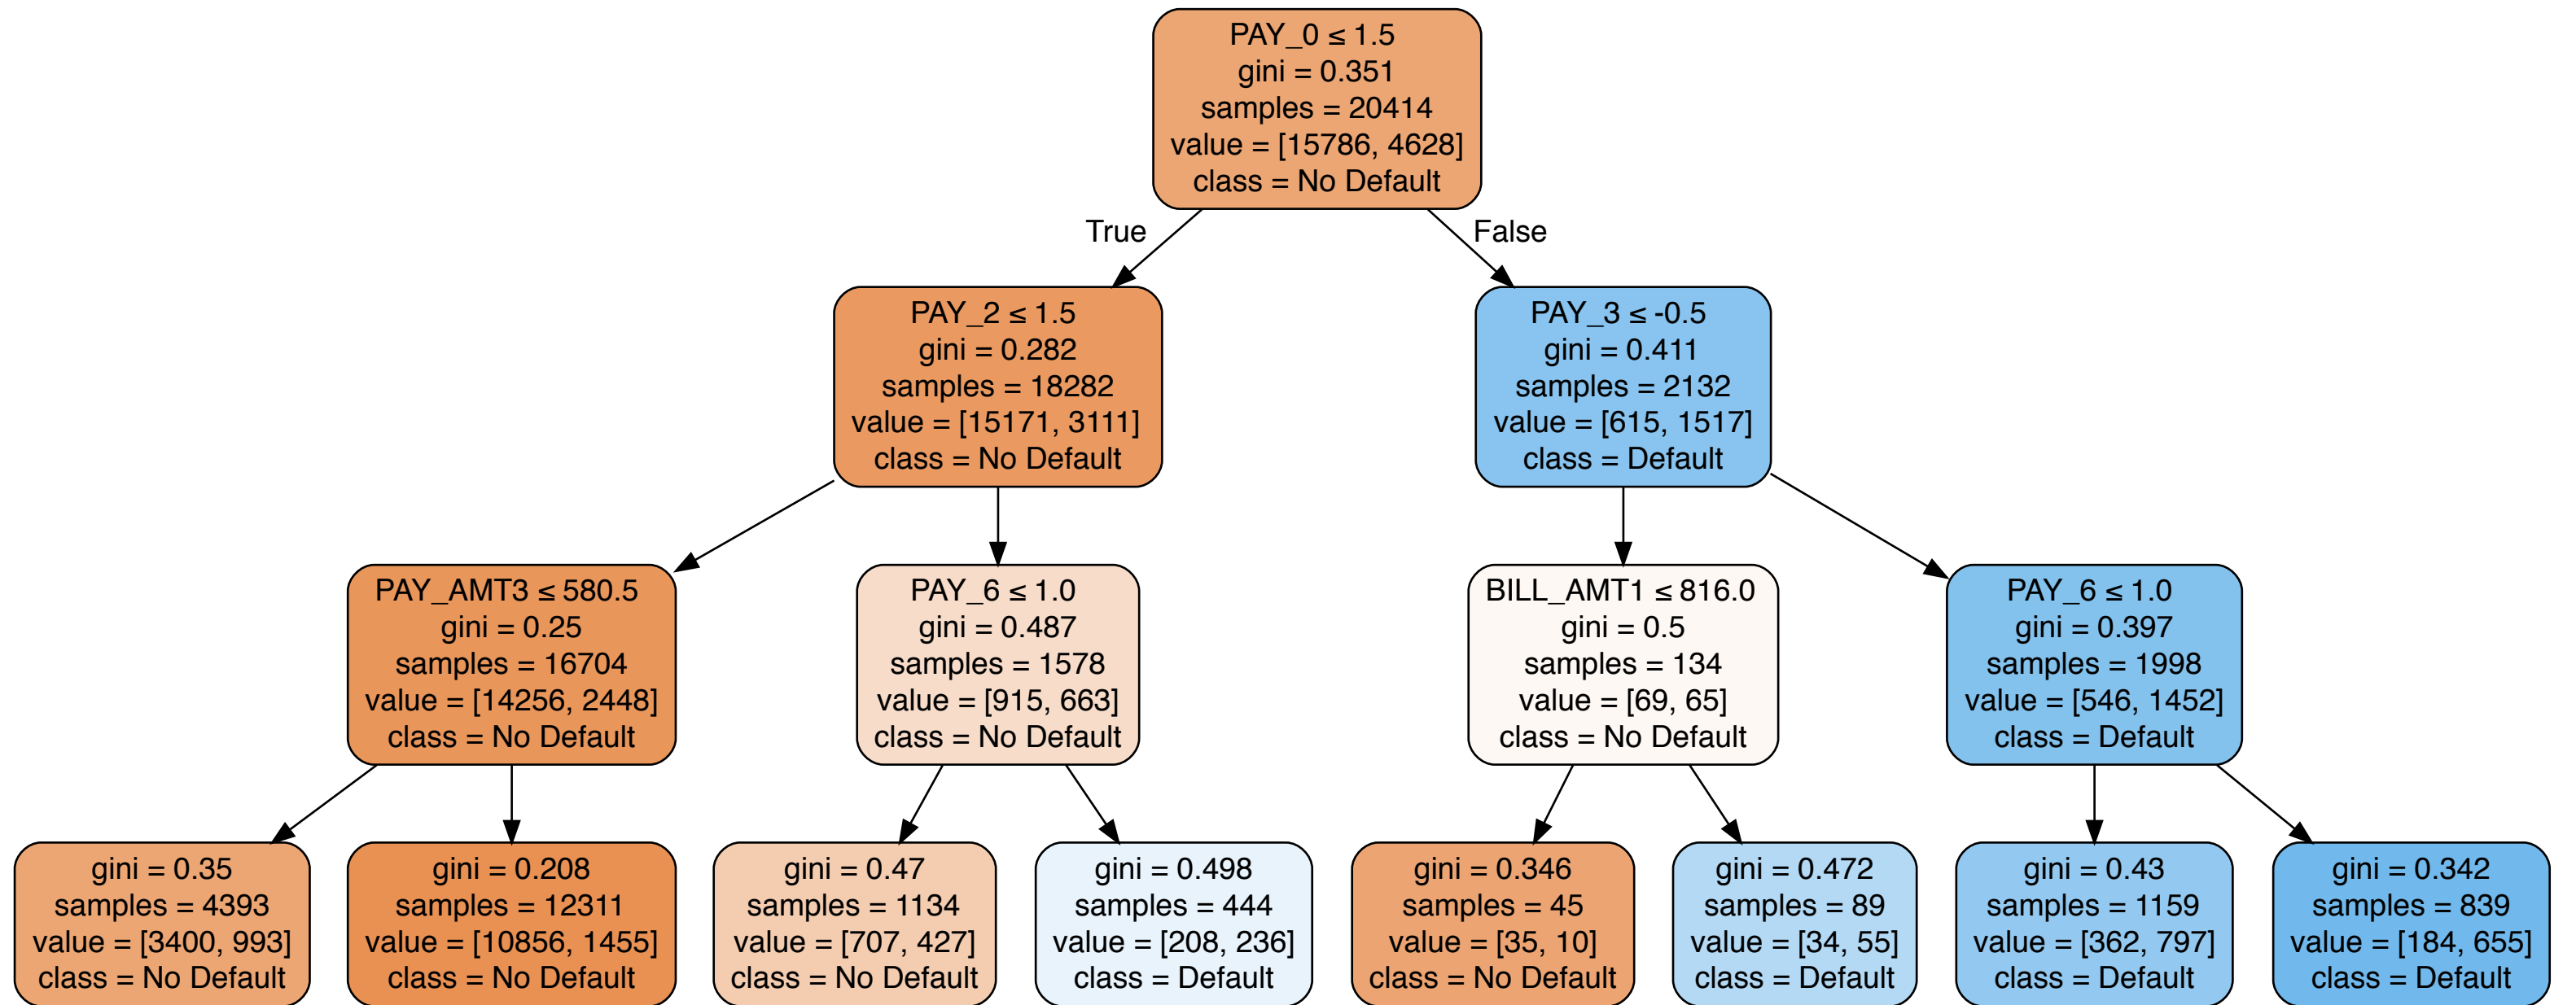 PAY_0 ≤ 1.5
gini = 0.351
samples = 20414
value = [15786, 4628]
class = No Default
True
False
PAY_2 ≤ 1.5
gini = 0.282
samples = 18282
value = [15171, 3111]
class = No Default
PAY_3 ≤ -0.5
gini = 0.411
samples = 2132
value = [615, 1517]
class = Default
PAY_AMT3 ≤ 580.5
gini = 0.25
samples = 16704
value = [14256, 2448]
class = No Default
PAY_6 ≤ 1.0
gini = 0.487
samples = 1578
value = [915, 663]
class = No Default
BILL_AMT1 ≤ 816.0
gini = 0.5
samples = 134
value = [69, 65]
class = No Default
PAY_6 ≤ 1.0
gini = 0.397
samples = 1998
value = [546, 1452]
class = Default
gini = 0.35
samples = 4393
value = [3400, 993]
class = No Default
gini = 0.208
samples = 12311
value = [10856, 1455]
class = No Default
gini = 0.47
samples = 1134
value = [707, 427]
class = No Default
gini = 0.498
samples = 444
value = [208, 236]
class = Default
gini = 0.346
samples = 45
value = [35, 10]
class = No Default
gini = 0.472
samples = 89
value = [34, 55]
class = Default
gini = 0.43
samples = 1159
value = [362, 797]
class = Default
gini = 0.342
samples = 839
value = [184, 655]
class = Default